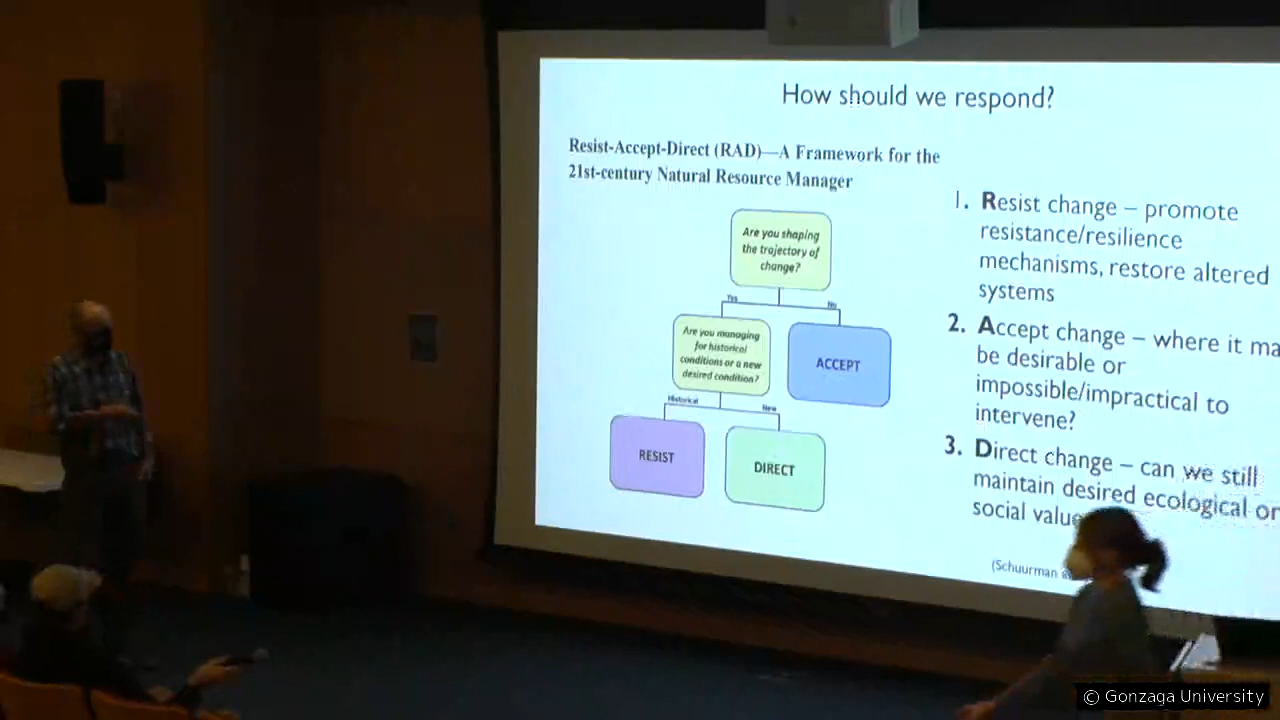 How should we respond?
Resist-Accept-Direct (RAD)—A Framework for the
21st-century Natural Resource Manager
Are you shaping
the trajectory of
change?
Yes
No
Are you managing
for historical
conditions or a new
desired condition?
ACCEPT
Historical
New
RESIST
DIRECT
1. Resist change – promote
resistance/resilience
mechanisms, restore altered
systems
2. Accept change – where it
be desirable or
impossible/impractical to
intervene?
3. Direct change – can we still
maintain desired ecological or
social
(Schuurman
© Gonzaga University